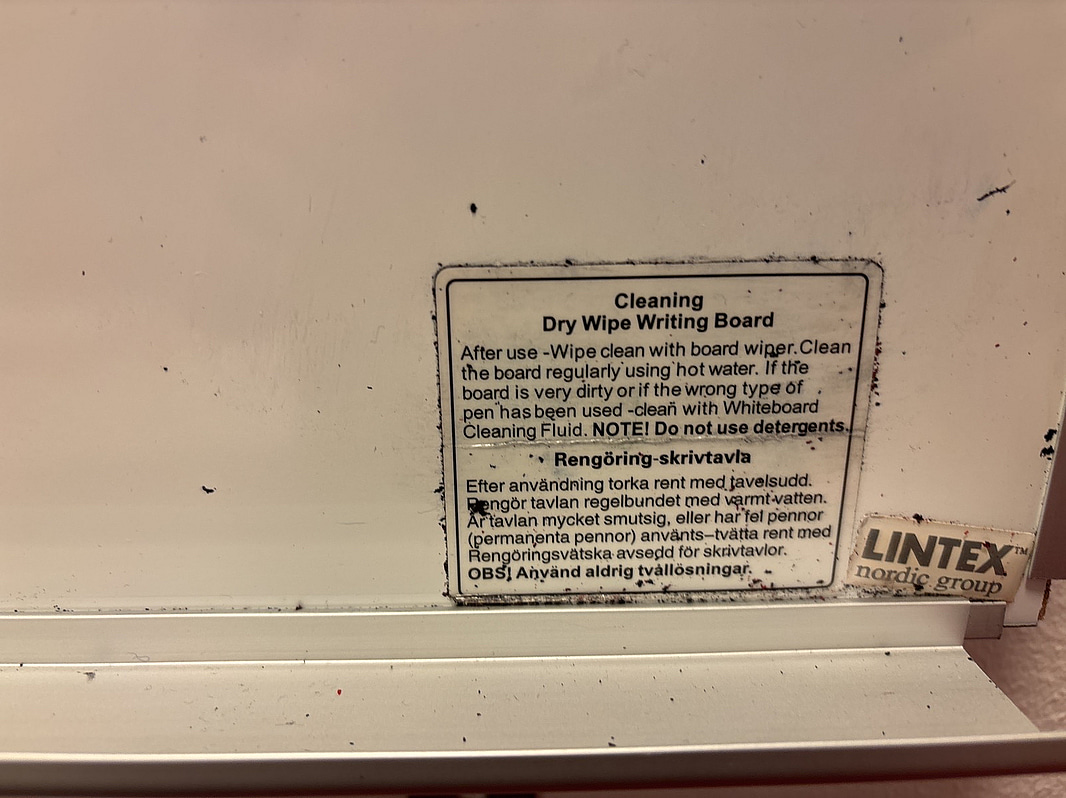 Cleaning
Dry Wipe Writing Board
After use -Wipe clean with board wiper. Clean
the board regularly using hot water. If the
board is very dirty or if the wrong type of
pen has been used -clean with Whiteboard
Cleaning Fluid. NOTE! Do not use detergents.
Rengöring-skrivtavla
Efter användning torka rent med tavelsudd.
Rengör tavlan regelbundet med varmt vatten.
Är tavlan mycket smutsig, eller har fel pennor
(permanenta pennor) använts–tvätta rent med
Rengöringsvätska avsedd för skrivtavlor.
OBS! Använd aldrig tvållösningar.
LINTEX™
nordic group